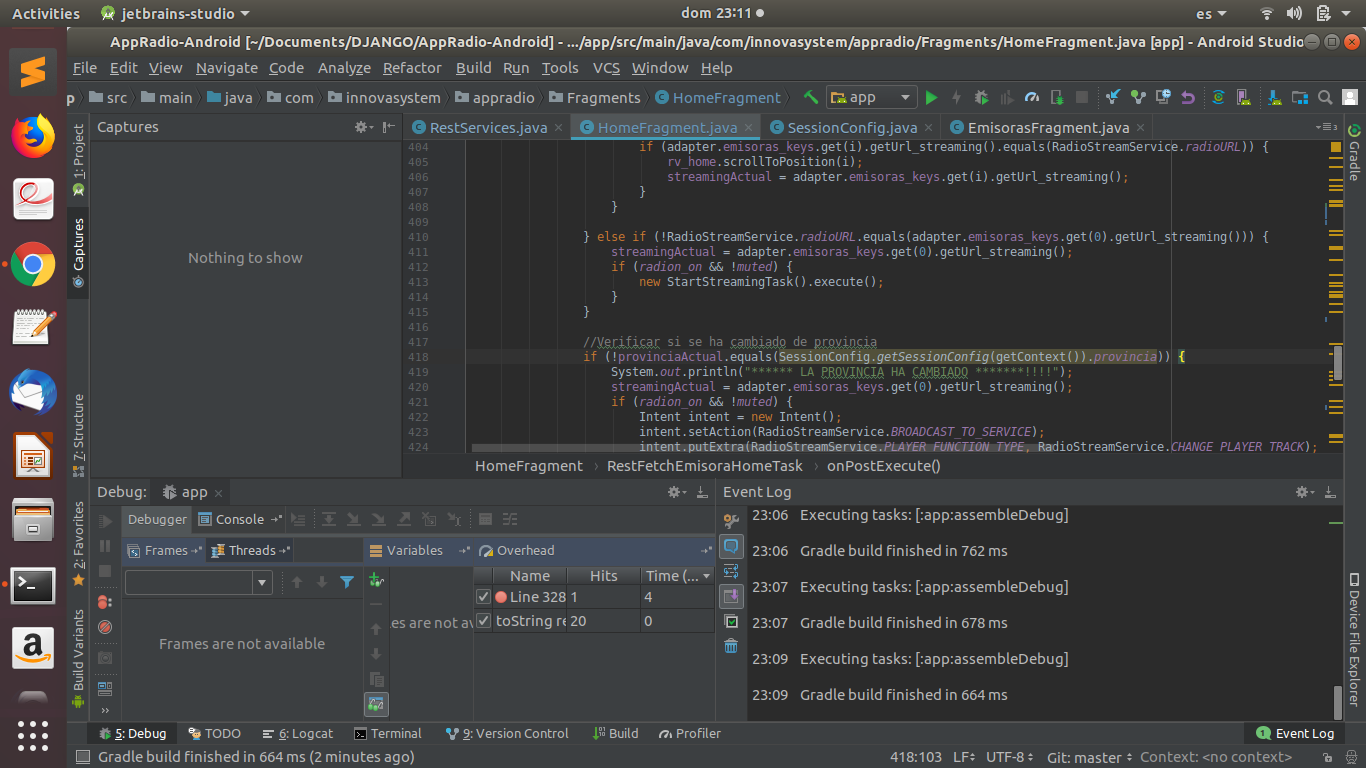 Activities jetbrains-studio dom 23:11 es
AppRadio-Android [~/Documents/DJANGO/AppRadio-Android] - .../app/src/main/java/com/innovasystem/appradio/Fragments/HomeFragment.java [app] - Android Studio
File Edit View Navigate Code Analyze Refactor Build Run Tools VCS Window Help
p src main java com innovasystem appradio Fragments HomeFragment app
Captures
RestServices.java HomeFragment.java SessionConfig.java EmisorasFragment.java 3
1: Project
Captures
7: Structure
2: Favorites
Build Variants
Nothing to show
404 if (adapter.emisoras_keys.get(i).getUrl_streaming().equals(RadioStreamService.radioURL)) {
405 rv_home.scrollToPosition(i);
406 streamingActual = adapter.emisoras_keys.get(i).getUrl_streaming();
407 }
408 }
409
410 } else if (!RadioStreamService.radioURL.equals(adapter.emisoras_keys.get(0).getUrl_streaming())) {
411 streamingActual = adapter.emisoras_keys.get(0).getUrl_streaming();
412 if (radion_on && !muted) {
413 new StartStreamingTask().execute();
414 }
415 }
416
417 //Verificar si se ha cambiado de provincia
418 if (!provinciaActual.equals(SessionConfig.getSessionConfig(getContext()).provincia)) {
419 System.out.println("****** LA PROVINCIA HA CAMBIADO *******!!!!");
420 streamingActual = adapter.emisoras_keys.get(0).getUrl_streaming();
421 if (radion_on && !muted) {
422 Intent intent = new Intent();
423 intent.setAction(RadioStreamService.BROADCAST_TO_SERVICE);
424 intent.putExtra(RadioStreamService.PLAYER_FUNCTION_TYPE, RadioStreamService.CHANGE_PLAYER_TRACK);
HomeFragment RestFetchEmisoraHomeTask onPostExecute()
Gradle
Device File Explorer
Debug: app
Debugger Console
Frames Threads Variables Overhead
Frames are not available
es are not av
Name Hits Time (...
Line 328 1 4
toString re 20 0
Event Log
23:06 Executing tasks: [:app:assembleDebug]
23:06 Gradle build finished in 762 ms
23:07 Executing tasks: [:app:assembleDebug]
23:07 Gradle build finished in 678 ms
23:09 Executing tasks: [:app:assembleDebug]
23:09 Gradle build finished in 664 ms
5: Debug TODO 6: Logcat Terminal 9: Version Control Build Profiler 1 Event Log
Gradle build finished in 664 ms (2 minutes ago) 418:103 LF UTF-8 Git: master Context: <no context>